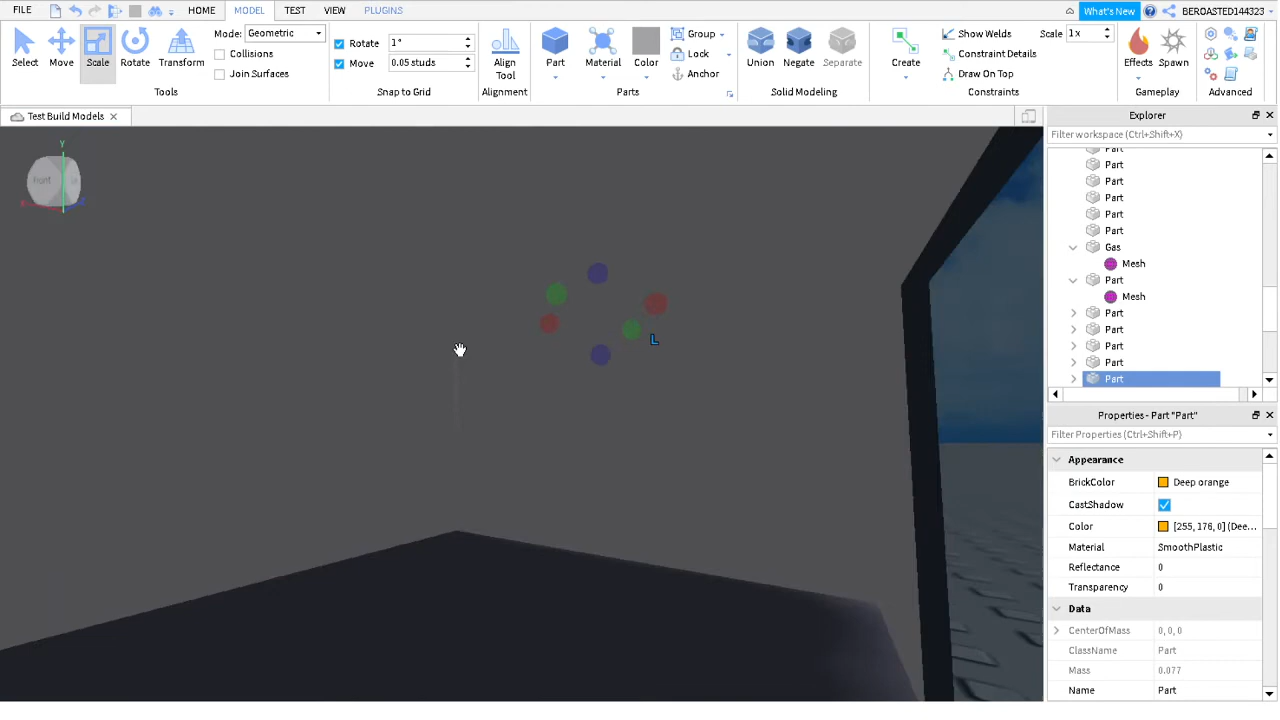 FILE HOME MODEL TEST VIEW PLUGINS What's New BEROASTED144323
Select Move Scale Rotate Transform
Mode: Geometric
Collisions
Join Surfaces
Tools
Rotate 1°
Move 0.05 studs
Snap to Grid
Align
Tool
Alignment
Part Material Color
Group
Lock
Anchor
Parts
Union Negate Separate
Solid Modeling
Create
Show Welds Scale 1x
Constraint Details
Draw On Top
Constraints
Effects Spawn
Gameplay
Advanced
Test Build Models
Front
Y
L
Explorer
Filter workspace (Ctrl+Shift+X)
Part
Part
Part
Part
Part
Part
Gas
Mesh
Part
Mesh
Part
Part
Part
Part
Part
Properties - Part "Part"
Filter Properties (Ctrl+Shift+P)
Appearance
BrickColor Deep orange
CastShadow
Color [255, 176, 0] (Dee...
Material SmoothPlastic
Reflectance 0
Transparency 0
Data
CenterOfMass 0, 0, 0
ClassName Part
Mass 0.077
Name Part